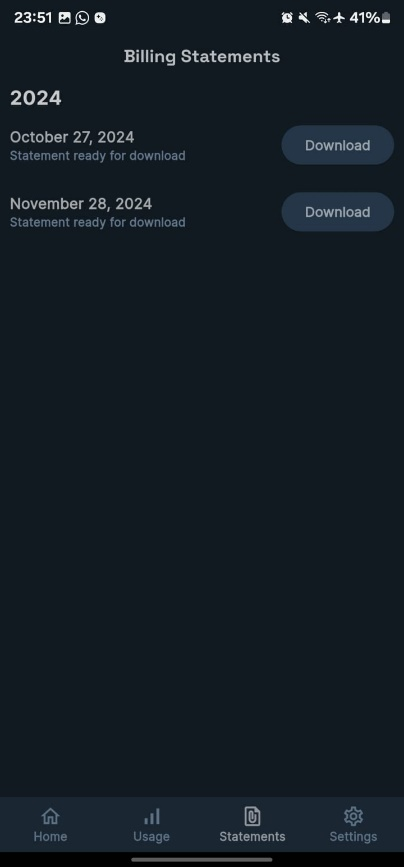 23:51 41%
Billing Statements
2024
October 27, 2024
Statement ready for download
Download
November 28, 2024
Statement ready for download
Download
Home Usage Statements Settings